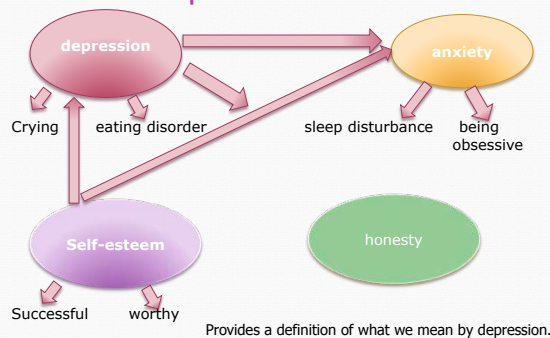 depression
anxiety
Crying
eating disorder
sleep disturbance
being
obsessive
Self-esteem
honesty
Successful
worthy
Provides a definition of what we mean by depression.